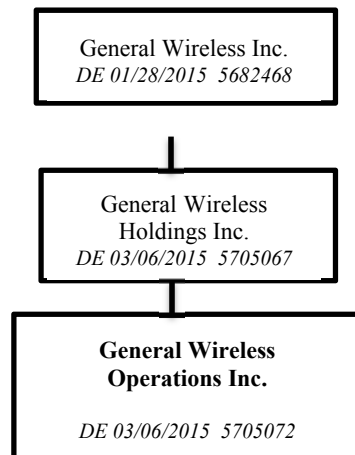 General Wireless Inc.
DE 01/28/2015 5682468
General Wireless
Holdings Inc.
DE 03/06/2015 5705067
General Wireless
Operations Inc.
DE 03/06/2015 5705072